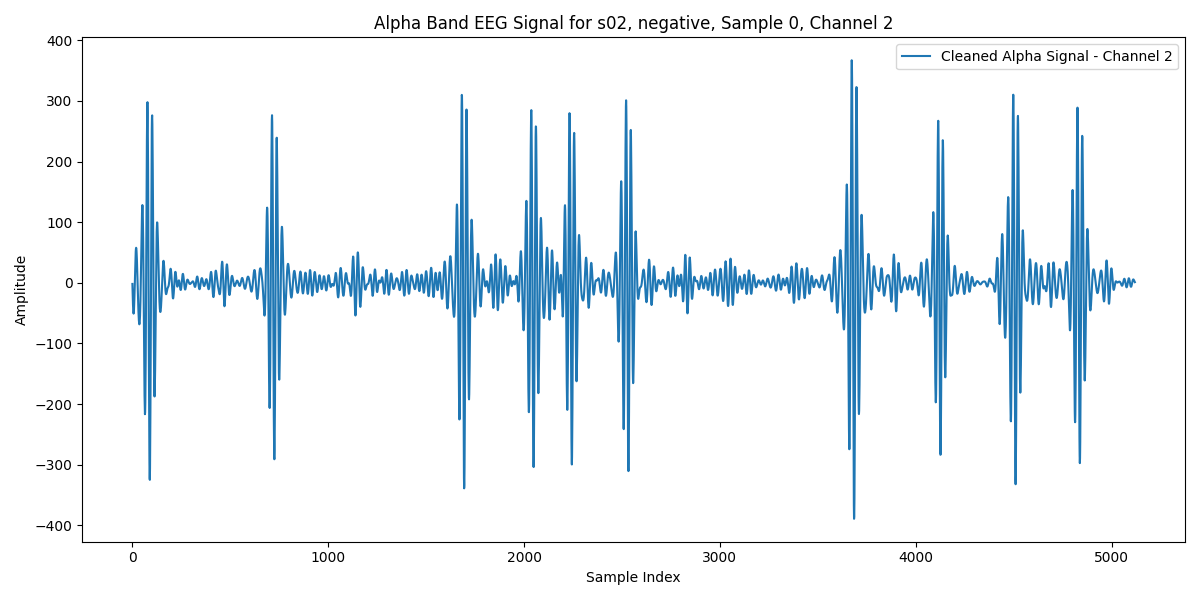 Alpha Band EEG Signal for s02, negative, Sample 0, Channel 2
Cleaned Alpha Signal - Channel 2
400
300
200
100
0
−100
−200
−300
−400
Amplitude
0 1000 2000 3000 4000 5000
Sample Index